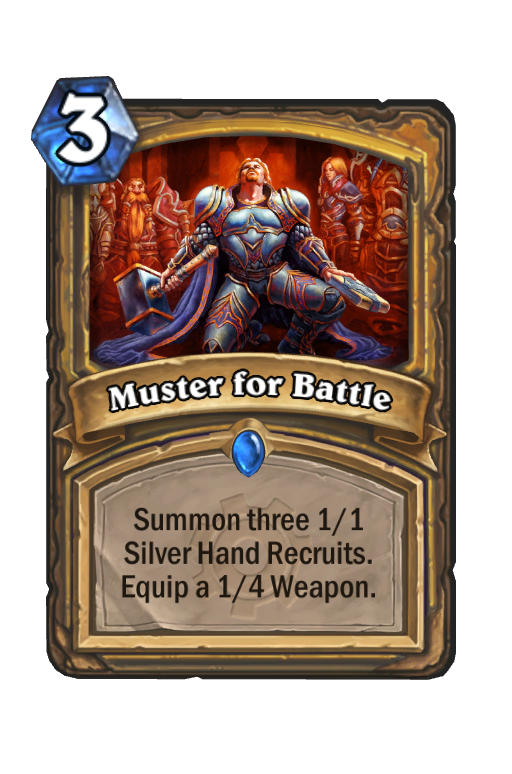 3
Muster for Battle
Summon three 1/1
Silver Hand Recruits.
Equip a 1/4 Weapon.